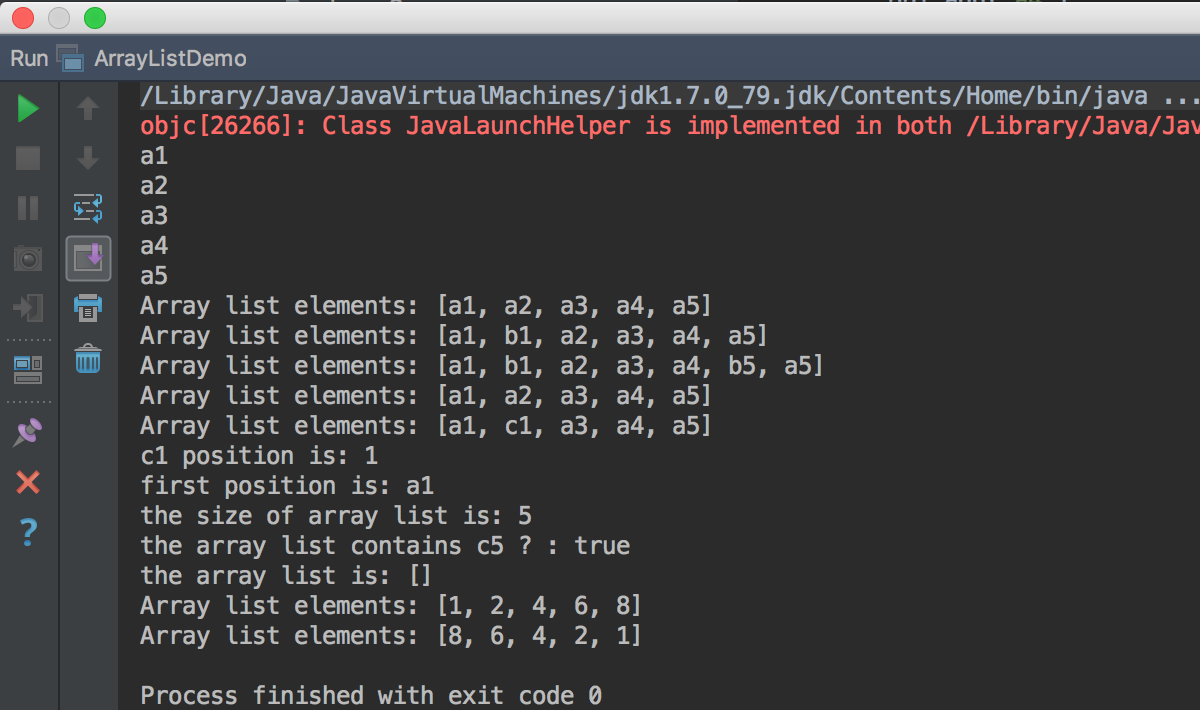 Run ArrayListDemo
/Library/Java/JavaVirtualMachines/jdk1.7.0_79.jdk/Contents/Home/bin/java ...
objc[26266]: Class JavaLaunchHelper is implemented in both /Library/Java/Jav
a1
a2
a3
a4
a5
Array list elements: [a1, a2, a3, a4, a5]
Array list elements: [a1, b1, a2, a3, a4, a5]
Array list elements: [a1, b1, a2, a3, a4, b5, a5]
Array list elements: [a1, a2, a3, a4, a5]
Array list elements: [a1, c1, a3, a4, a5]
c1 position is: 1
first position is: a1
the size of array list is: 5
the array list contains c5 ? : true
the array list is: []
Array list elements: [1, 2, 4, 6, 8]
Array list elements: [8, 6, 4, 2, 1]
Process finished with exit code 0